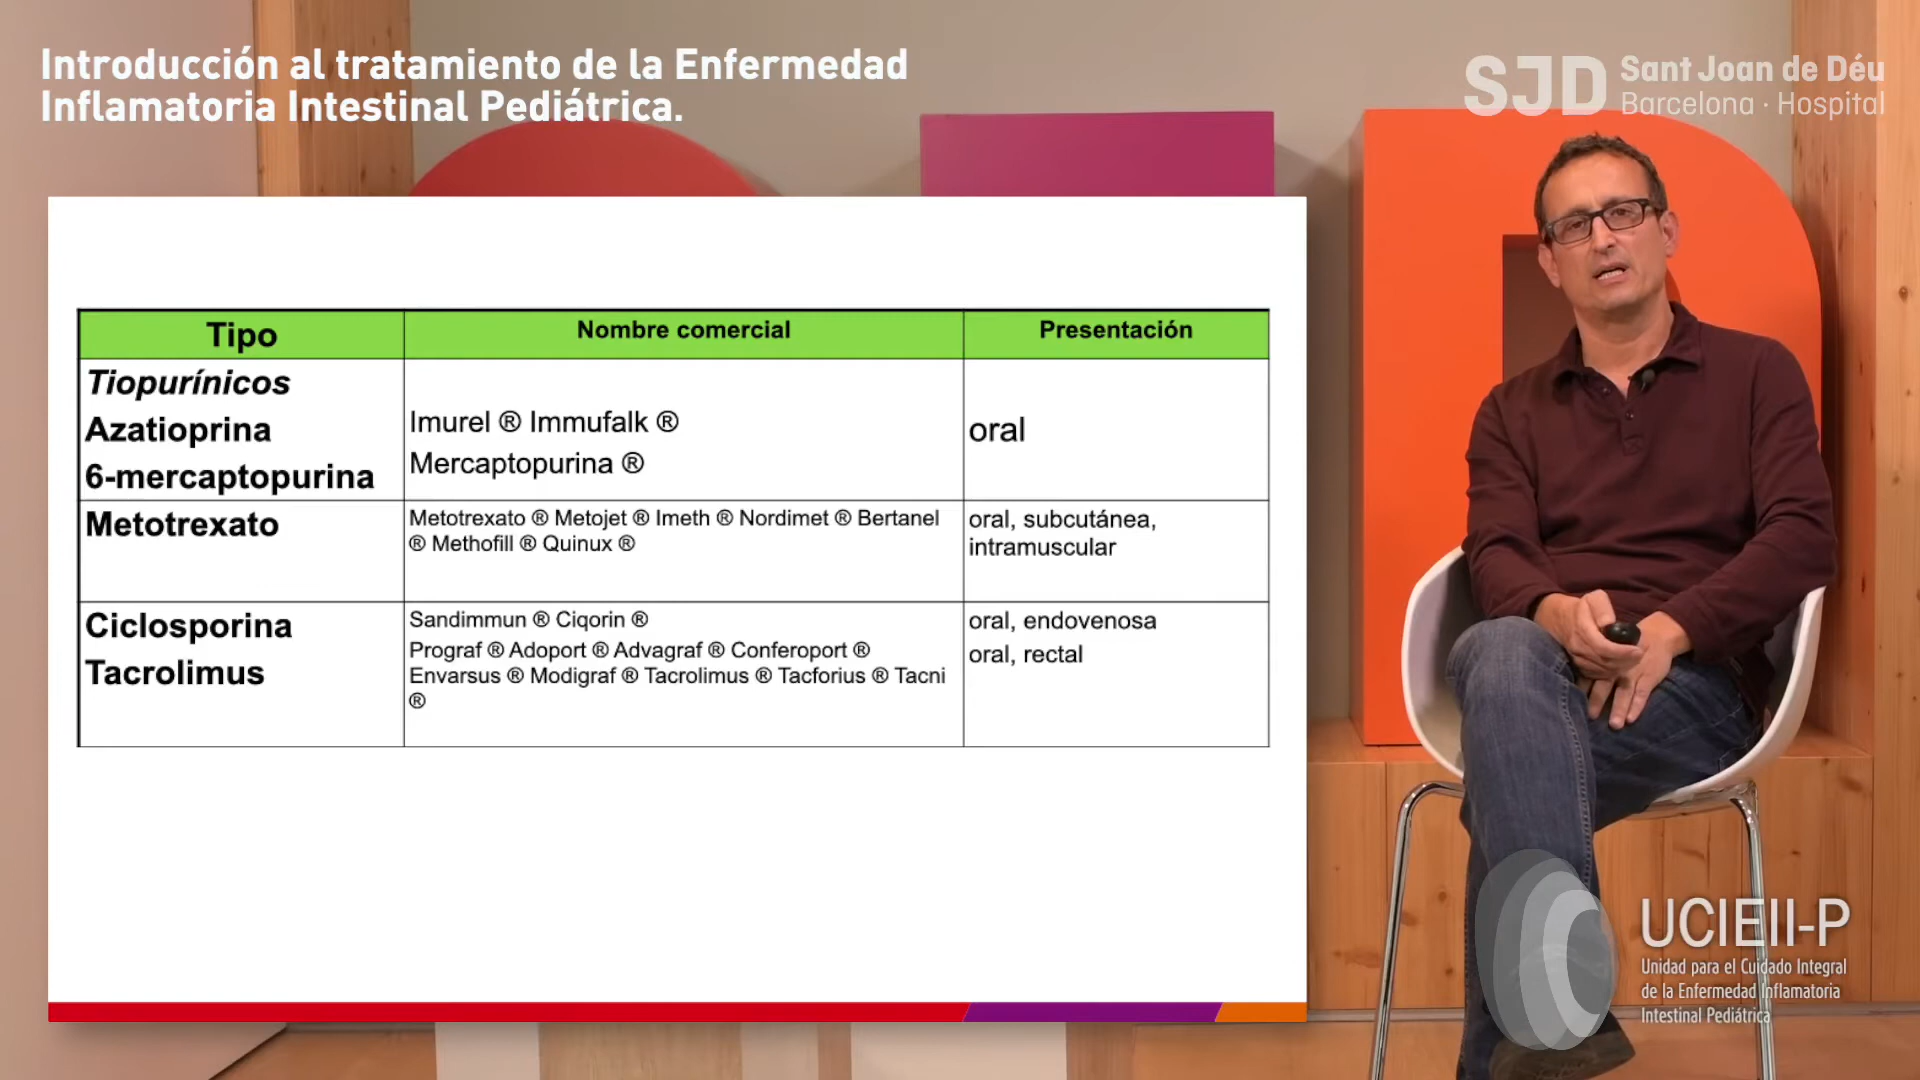 Introducción al tratamiento de la Enfermedad
Inflamatoria Intestinal Pediátrica.
SJD Sant Joan de Déu
Barcelona · Hospital
Tipo
Nombre comercial
Presentación
Tiopurínicos
Azatioprina
6-mercaptopurina
Imurel ® Immufalk ®
Mercaptopurina ®
oral
Metotrexato
Metotrexato ® Metojet ® Imeth ® Nordimet ® Bertanel
® Methofill ® Quinux ®
oral, subcutánea,
intramuscular
Ciclosporina
Tacrolimus
Sandimmun ® Ciqorin ®
Prograf ® Adoport ® Advagraf ® Conferoport ®
Envarsus ® Modigraf ® Tacrolimus ® Tacforius ® Tacni
®
oral, endovenosa
oral, rectal
UCIEII-P
Unidad para el Cuidado Integral
de la Enfermedad Inflamatoria
Intestinal Pediátrica